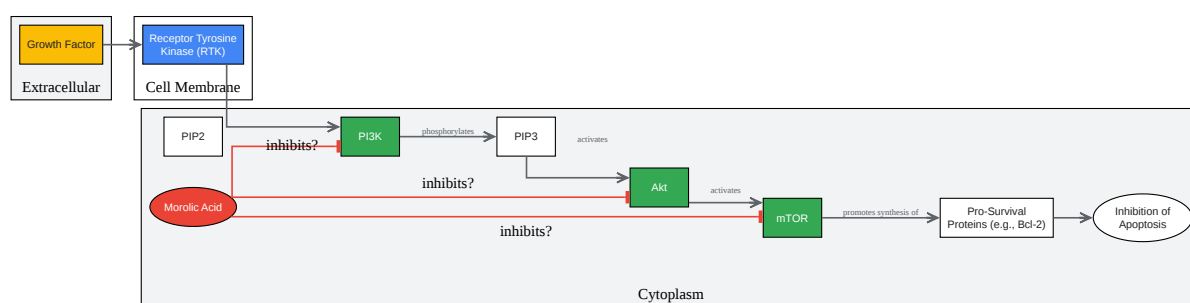 Growth Factor
Extracellular
Receptor Tyrosine
Kinase (RTK)
Cell Membrane
PIP2
inhibits?
PI3K
phosphorylates
PIP3
activates
Morolic Acid
inhibits?
Akt
activates
inhibits?
mTOR
promotes synthesis of
Pro-Survival
Proteins (e.g., Bcl-2)
Inhibition of
Apoptosis
Cytoplasm